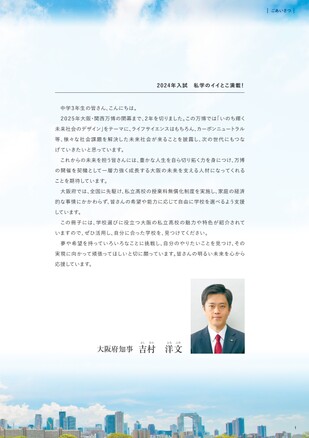 ごあいさつ
2024年入試　私学のイイとこ満載!
中学3年生の皆さん、こんにちは。
2025年大阪・関西万博の開幕まで、2年を切りました。この万博では「いのち輝く
未来社会のデザイン」をテーマに、ライフサイエンスはもちろん、カーボンニュートラル
等、様々な社会課題を解決した未来社会が来ることを披露し、次の世代にもつな
げていきたいと思っています。
これからの未来を担う皆さんには、豊かな人生を自ら切り拓く力を身につけ、万博
の開催を契機として一層力強く成長する大阪の未来を支える人材になってくれる
ことを期待しています。
大阪府では、全国に先駆け、私立高校の授業料無償化制度を実施し、家庭の経済
的な事情にかかわらず、皆さんの希望や能力に応じて自由に学校を選べるよう支援
しています。
この冊子には、学校選びに役立つ大阪の私立高校の魅力や特色が紹介されて
いますので、ぜひ活用し、自分に合った学校を、見つけてください。
夢や希望を持っていろいろなことに挑戦し、自分のやりたいことを見つけ、その
実現に向かって頑張ってほしいと切に願っています。皆さんの明るい未来を心から
応援しています。
よし むら ひろ ふみ
大阪府知事 吉村 洋文
1